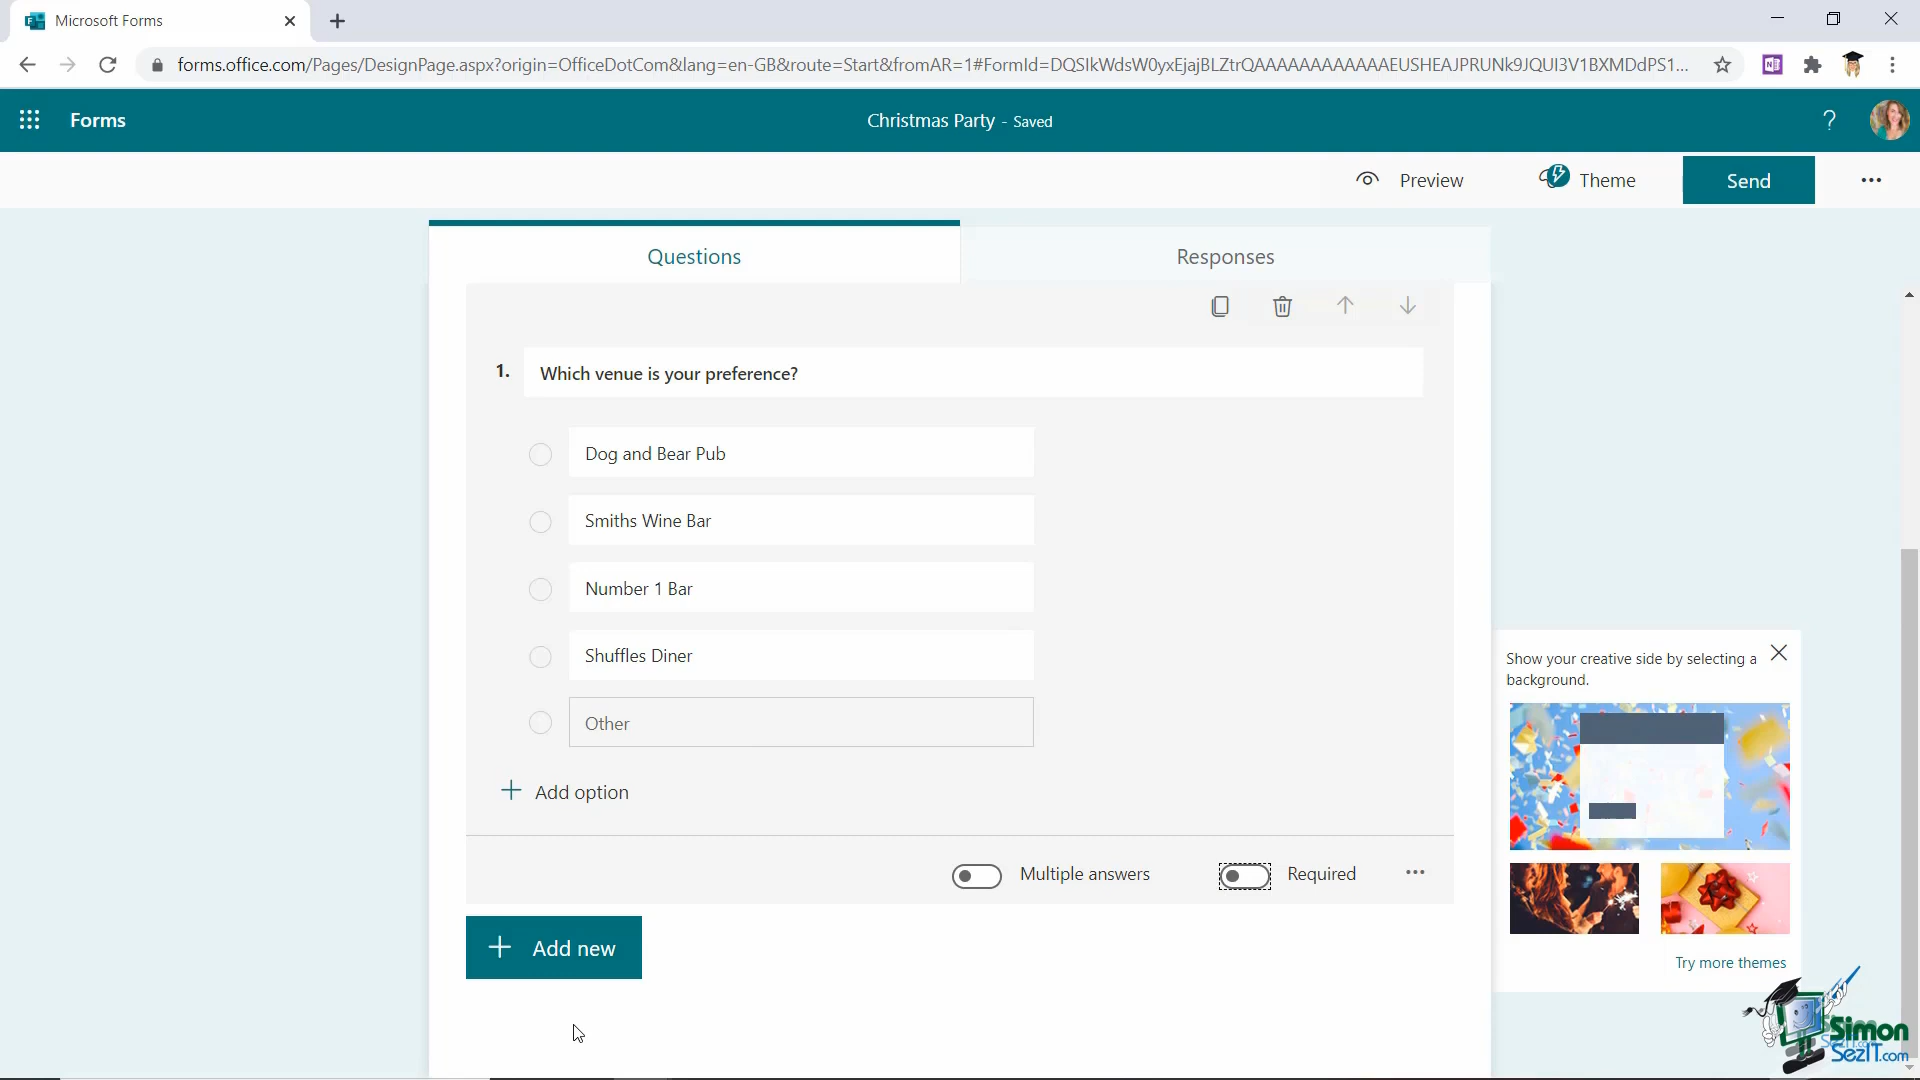 Microsoft Forms
forms.office.com/Pages/DesignPage.aspx?origin=OfficeDotCom&lang=en-GB&route=Start&fromAR=1#FormId=DQSIkWdsW0yxEjajBLZtrQAAAAAAAAAAAAEUSHEAJPRUNk9JQUI3V1BXMDdPS1...
Forms
Christmas Party - Saved
?
Preview
Theme
Send
Questions
Responses
1. Which venue is your preference?
Dog and Bear Pub
Smiths Wine Bar
Number 1 Bar
Shuffles Diner
Other
Add option
Multiple answers
Required
Add new
Show your creative side by selecting a
background.
Try more themes
Simon
SezIT.com